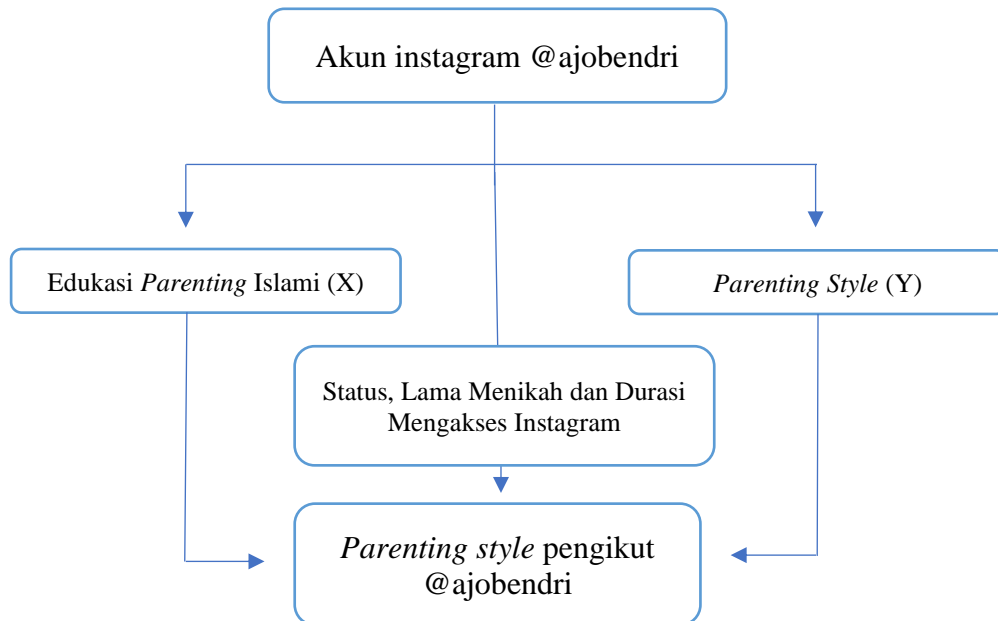 Akun instagram @ajobendri
Edukasi Parenting Islami (X)
Parenting Style (Y)
Status, Lama Menikah dan Durasi
Mengakses Instagram
Parenting style pengikut
@ajobendri